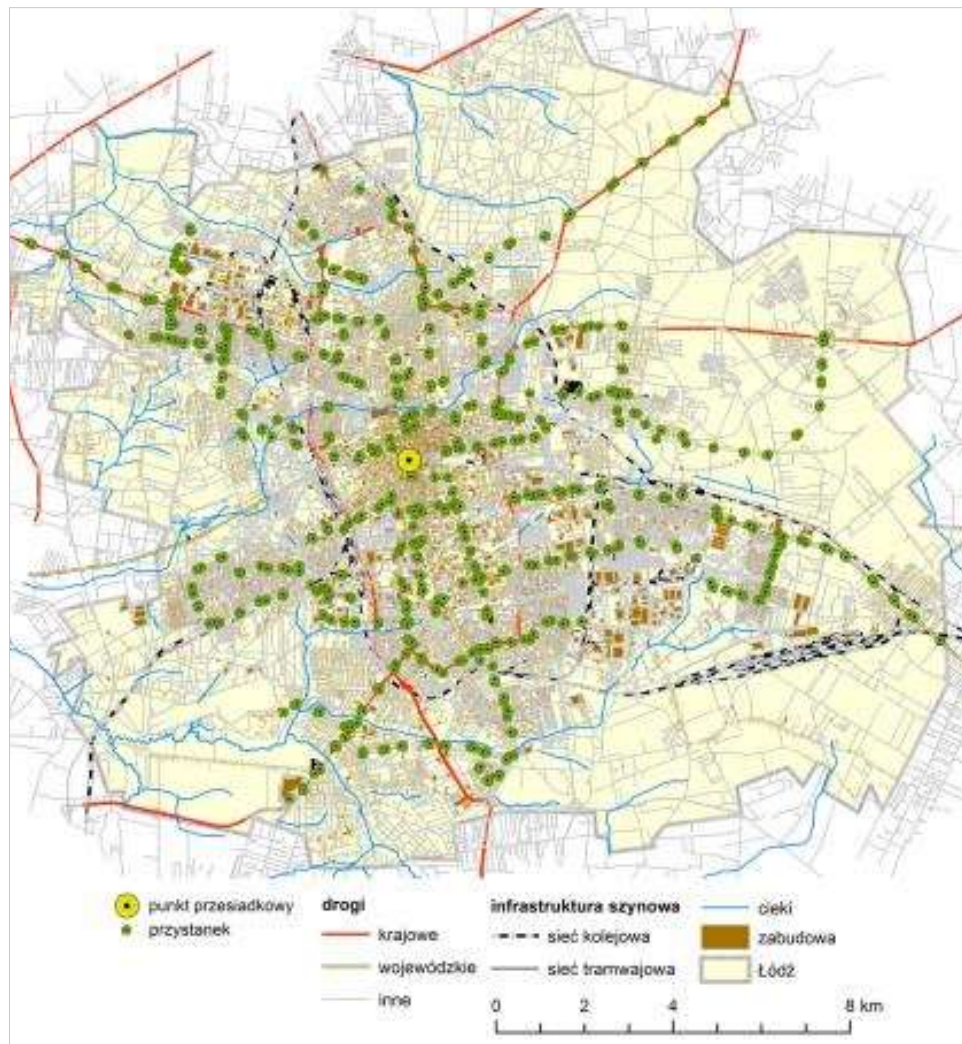 punkt przesiadkowy
przystanek
drogi
krajowe
wojewódzkie
inne
infrastruktura szynowa
sieć kolejowa
sieć tramwajowa
cieki
zabudowa
Łódź
0 2 4 8 km